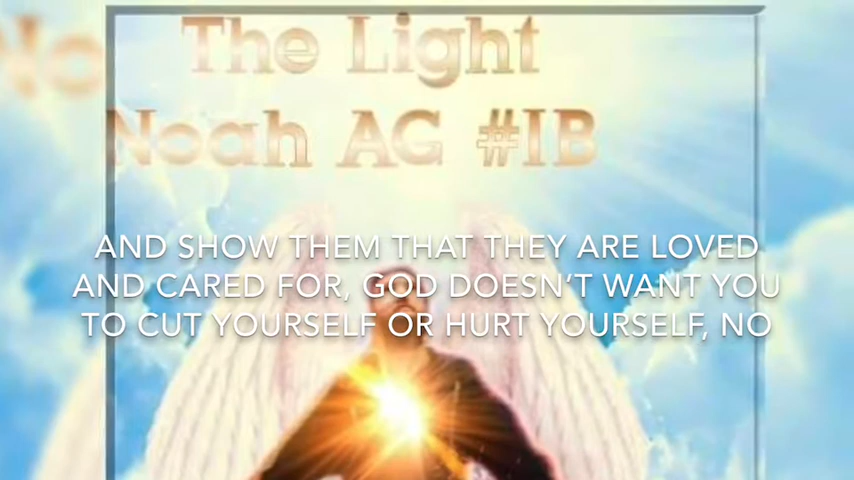 The Light
Noah AG #IB
AND SHOW THEM THAT THEY ARE LOVED
AND CARED FOR, GOD DOESN'T WANT YOU
TO CUT YOURSELF OR HURT YOURSELF, NO